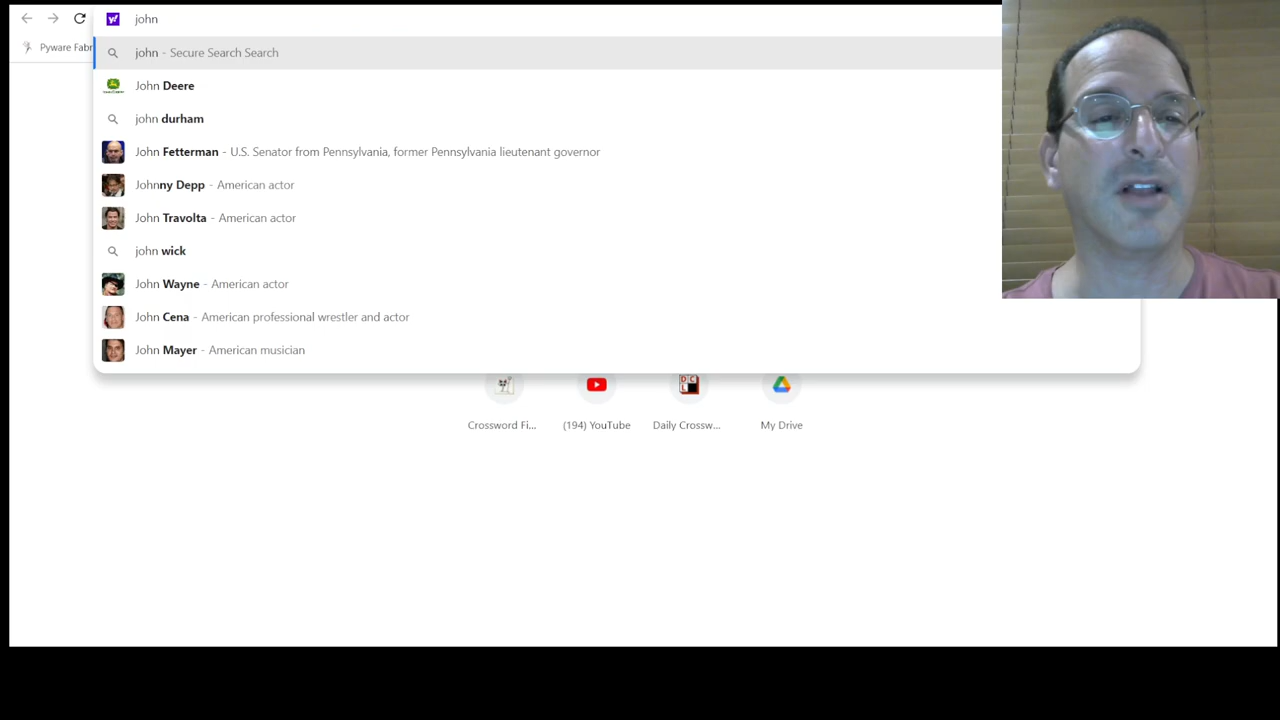 john
Pyware Fabr
john - Secure Search Search
John Deere
john durham
John Fetterman - U.S. Senator from Pennsylvania, former Pennsylvania lieutenant governor
Johnny Depp - American actor
John Travolta - American actor
john wick
John Wayne - American actor
John Cena - American professional wrestler and actor
John Mayer - American musician
Crossword Fi...
(194) YouTube
Daily Crossw...
My Drive